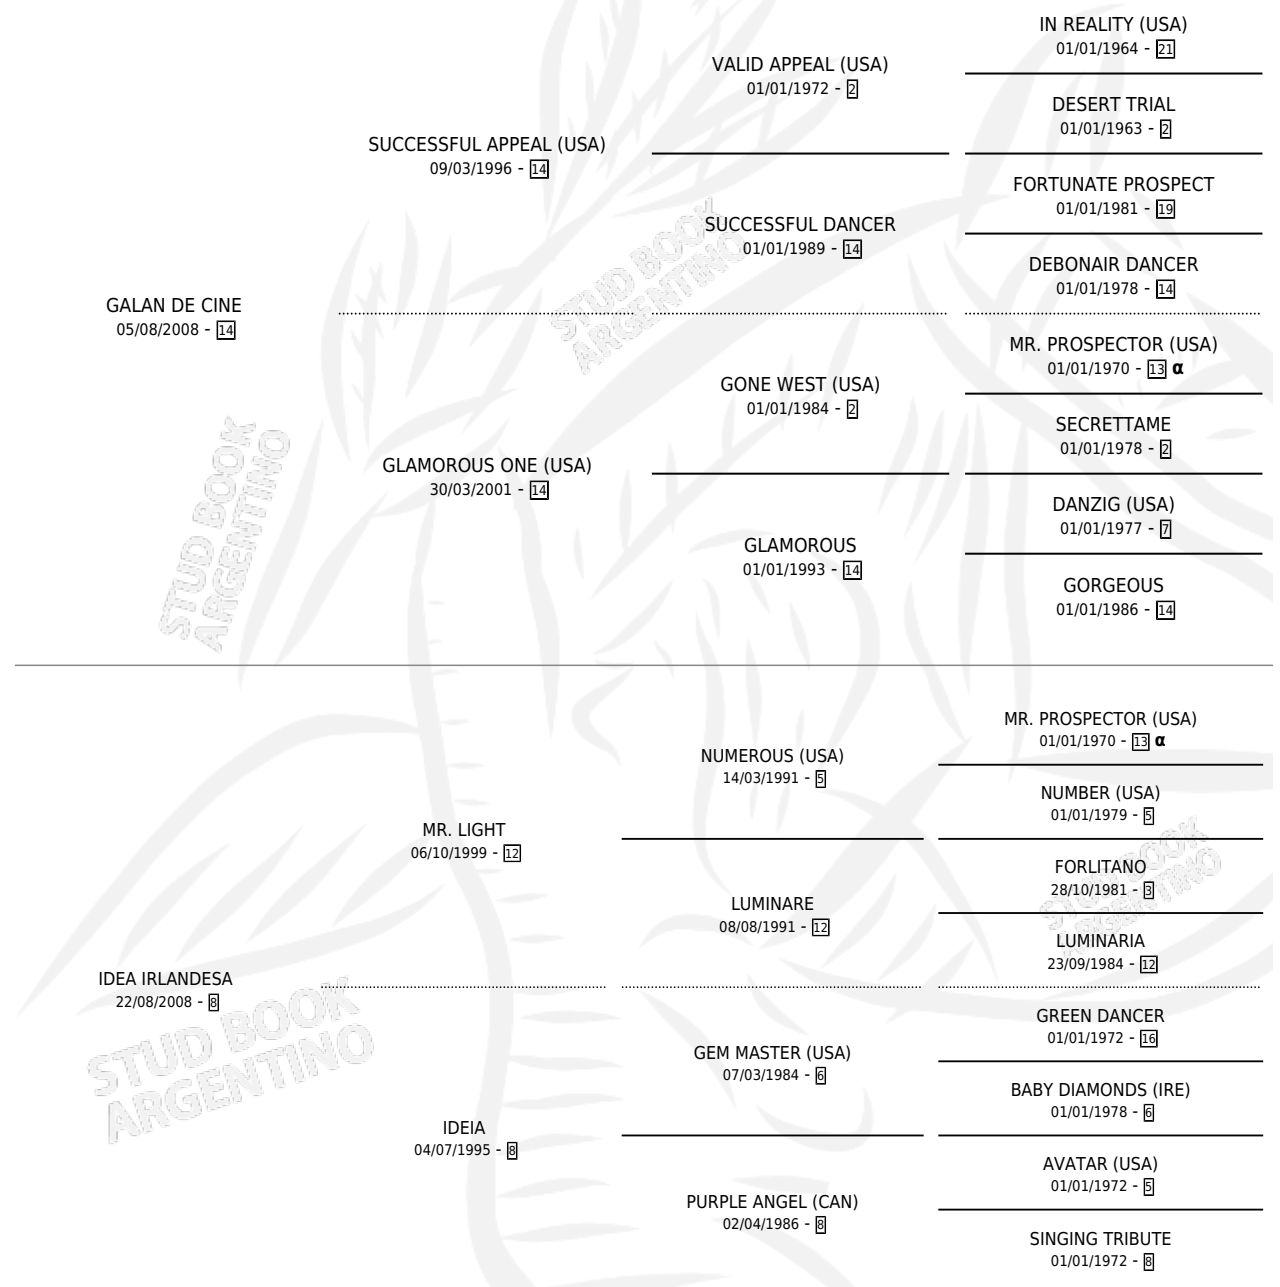 IN REALITY (USA)
01/01/1964 - 21
VALID APPEAL (USA)
01/01/1972 - 2
DESERT TRIAL
01/01/1963 - 2
SUCCESSFUL APPEAL (USA)
09/03/1996 - 14
FORTUNATE PROSPECT
01/01/1981 - 19
SUCCESSFUL DANCER
01/01/1989 - 14
DEBONAIR DANCER
01/01/1978 - 14
GALAN DE CINE
05/08/2008 - 14
MR. PROSPECTOR (USA)
01/01/1970 - 13 α
GONE WEST (USA)
01/01/1984 - 2
SECRETTAME
01/01/1978 - 2
GLAMOROUS ONE (USA)
30/03/2001 - 14
DANZIG (USA)
01/01/1977 - 7
GLAMOROUS
01/01/1993 - 14
GORGEOUS
01/01/1986 - 14
MR. PROSPECTOR (USA)
01/01/1970 - 13 α
NUMEROUS (USA)
14/03/1991 - 5
NUMBER (USA)
01/01/1979 - 5
MR. LIGHT
06/10/1999 - 12
FORLITANO
28/10/1981 - 3
LUMINARE
08/08/1991 - 12
LUMINARIA
23/09/1984 - 12
IDEA IRLANDESA
22/08/2008 - 8
GREEN DANCER
01/01/1972 - 16
GEM MASTER (USA)
07/03/1984 - 6
BABY DIAMONDS (IRE)
01/01/1978 - 6
IDEIA
04/07/1995 - 8
AVATAR (USA)
01/01/1972 - 5
PURPLE ANGEL (CAN)
02/04/1986 - 8
SINGING TRIBUTE
01/01/1972 - 8
STUD BOOK
ARGENTINO
STUD BOOK
ARGENTINO
STUD BOOK
ARGENTINO
STUD BOOK
ARGENTINO